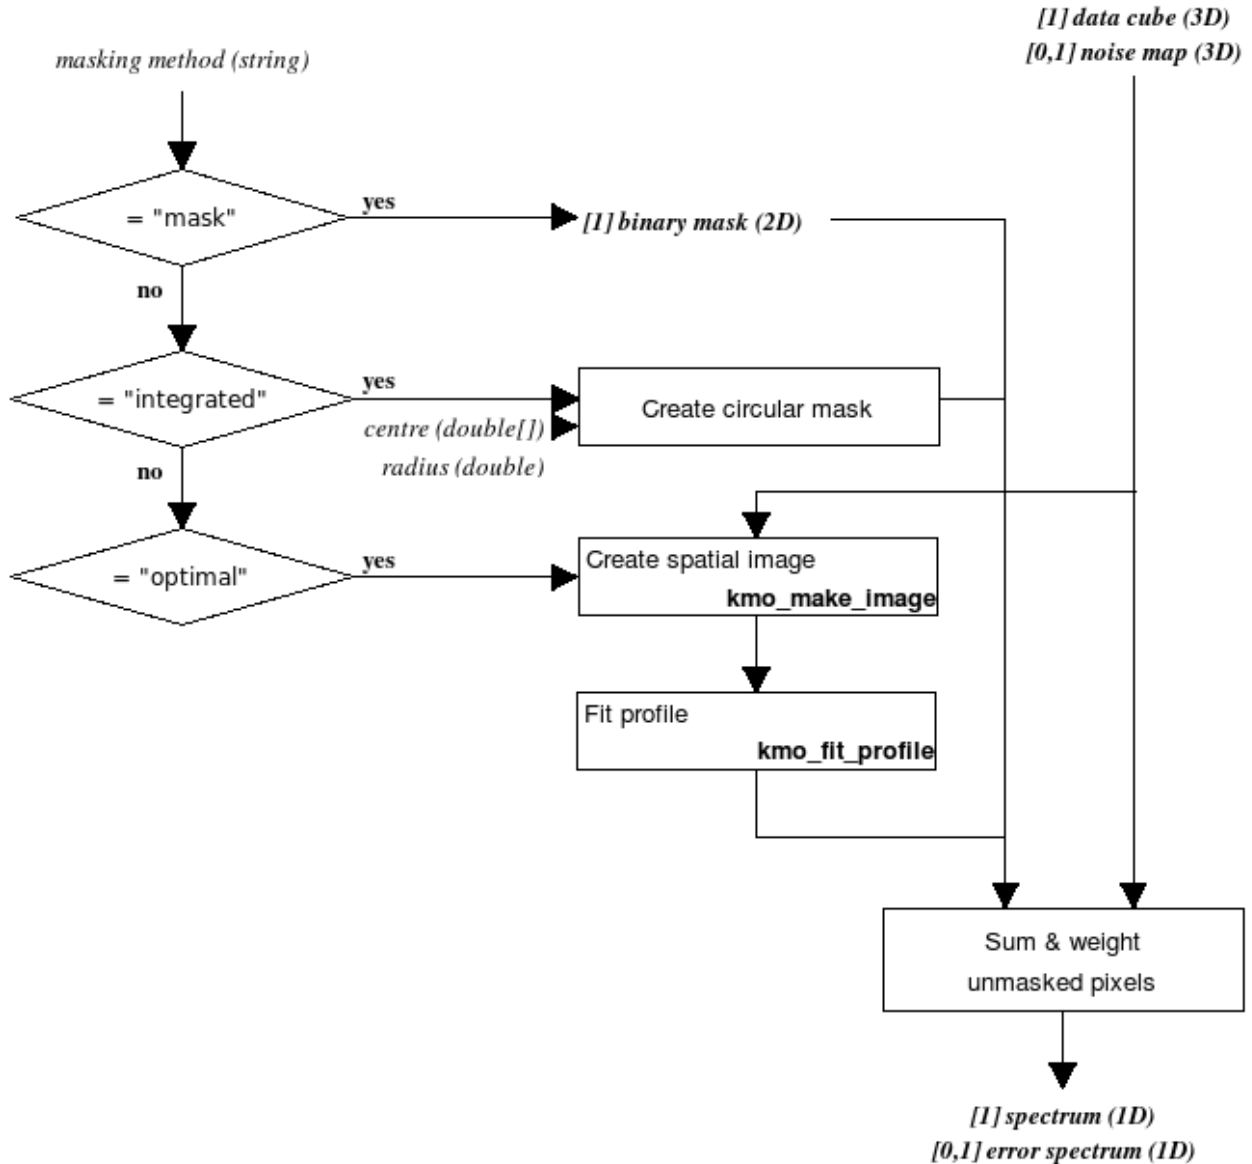 [1] data cube (3D)
[0,1] noise map (3D)
masking method (string)
= "mask"
yes
[1] binary mask (2D)
no
= "integrated"
yes
centre (double[])
radius (double)
Create circular mask
no
= "optimal"
yes
Create spatial image
kmo_make_image
Fit profile
kmo_fit_profile
Sum & weight
unmasked pixels
[1] spectrum (1D)
[0,1] error spectrum (1D)